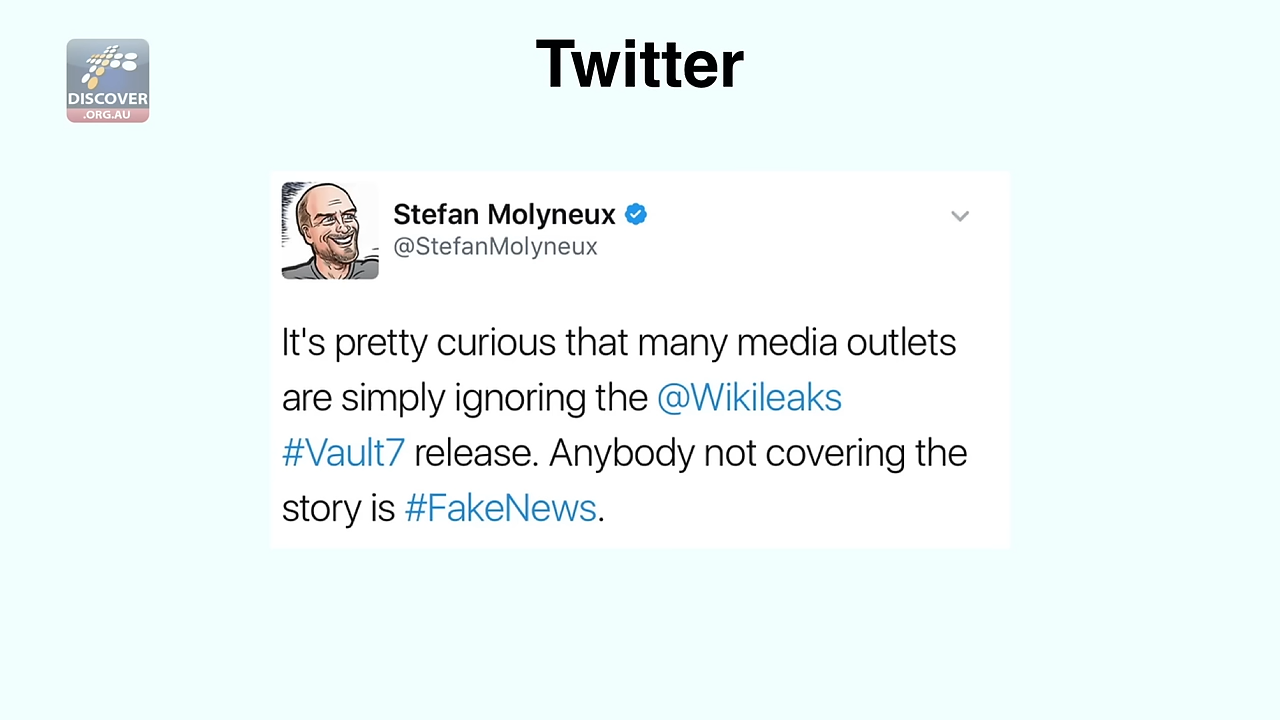 Twitter
DISCOVER
.ORG.AU
Stefan Molyneux
@StefanMolyneux
It's pretty curious that many media outlets
are simply ignoring the @Wikileaks
#Vault7 release. Anybody not covering the
story is #FakeNews.